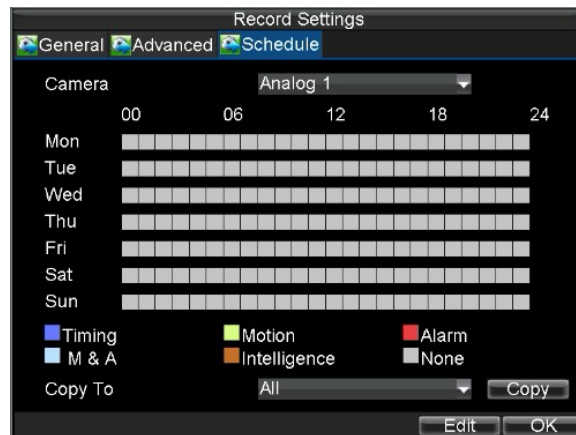 Record Settings
General Advanced Schedule
Camera Analog 1
00 06 12 18 24
Mon
Tue
Wed
Thu
Fri
Sat
Sun
Timing Motion Alarm
M & A Intelligence None
Copy To All Copy
Edit OK